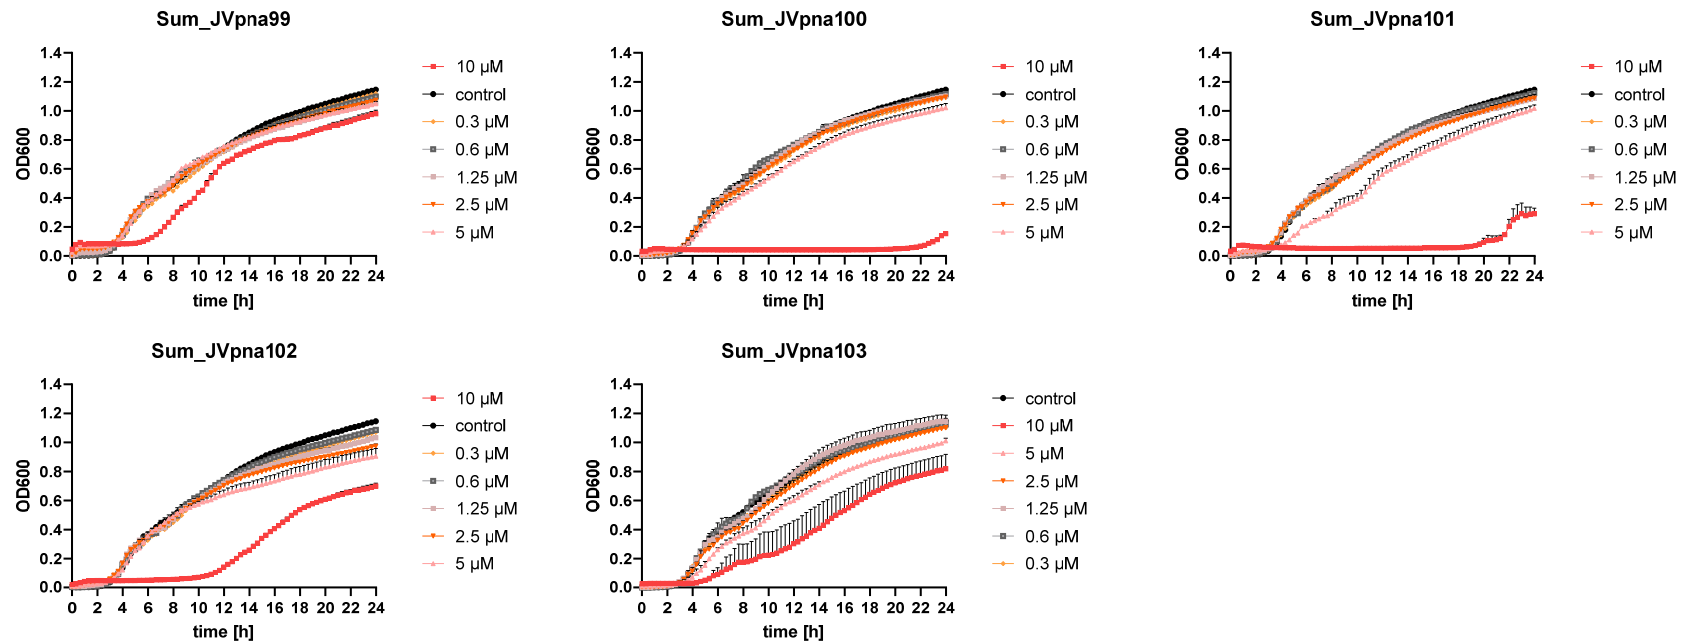 Sum_JVpna99
OD600
1.4
1.2
1.0
0.8
0.6
0.4
0.2
0.0
0 2 4 6 8 10 12 14 16 18 20 22 24
time [h]
10 µM
control
0.3 µM
0.6 µM
1.25 µM
2.5 µM
5 µM
Sum_JVpna100
OD600
1.4
1.2
1.0
0.8
0.6
0.4
0.2
0.0
0 2 4 6 8 10 12 14 16 18 20 22 24
time [h]
10 µM
control
0.3 µM
0.6 µM
1.25 µM
2.5 µM
5 µM
Sum_JVpna101
OD600
1.4
1.2
1.0
0.8
0.6
0.4
0.2
0.0
0 2 4 6 8 10 12 14 16 18 20 22 24
time [h]
10 µM
control
0.3 µM
0.6 µM
1.25 µM
2.5 µM
5 µM
Sum_JVpna102
OD600
1.4
1.2
1.0
0.8
0.6
0.4
0.2
0.0
0 2 4 6 8 10 12 14 16 18 20 22 24
time [h]
10 µM
control
0.3 µM
0.6 µM
1.25 µM
2.5 µM
5 µM
Sum_JVpna103
OD600
1.4
1.2
1.0
0.8
0.6
0.4
0.2
0.0
0 2 4 6 8 10 12 14 16 18 20 22 24
time [h]
control
10 µM
5 µM
2.5 µM
1.25 µM
0.6 µM
0.3 µM